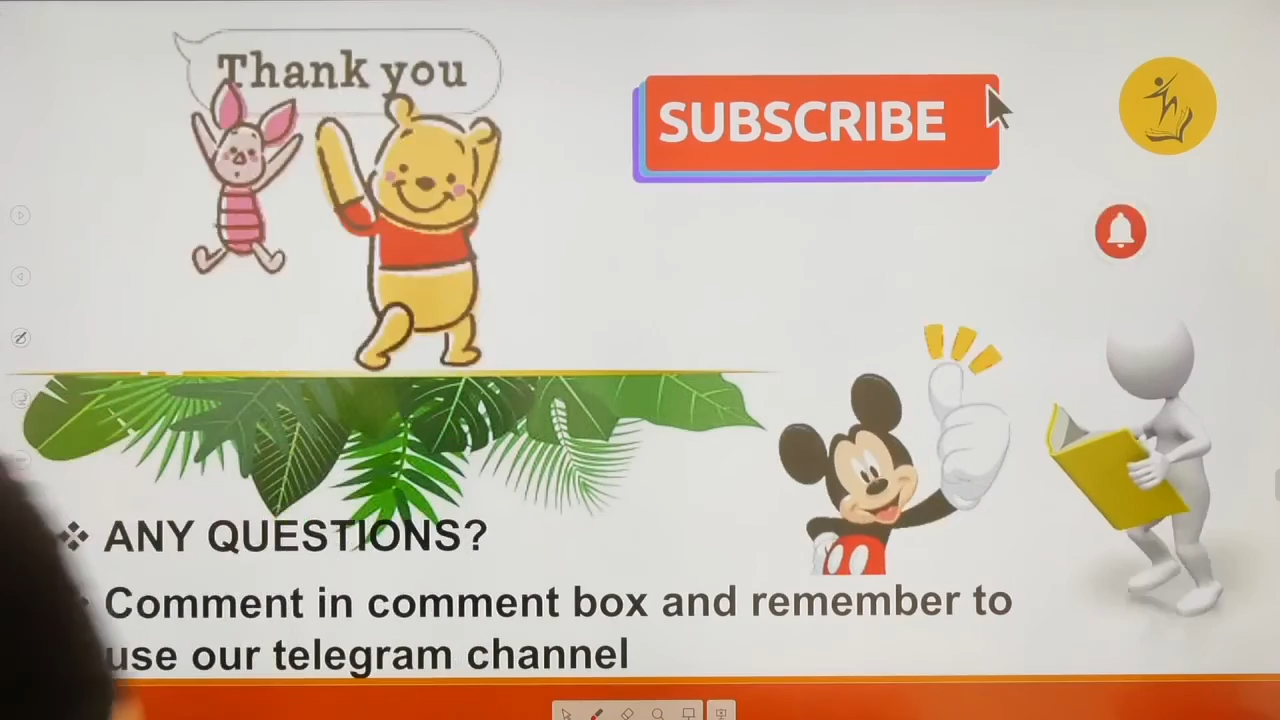 Thank you
SUBSCRIBE
ANY QUESTIONS?
Comment in comment box and remember to
use our telegram channel